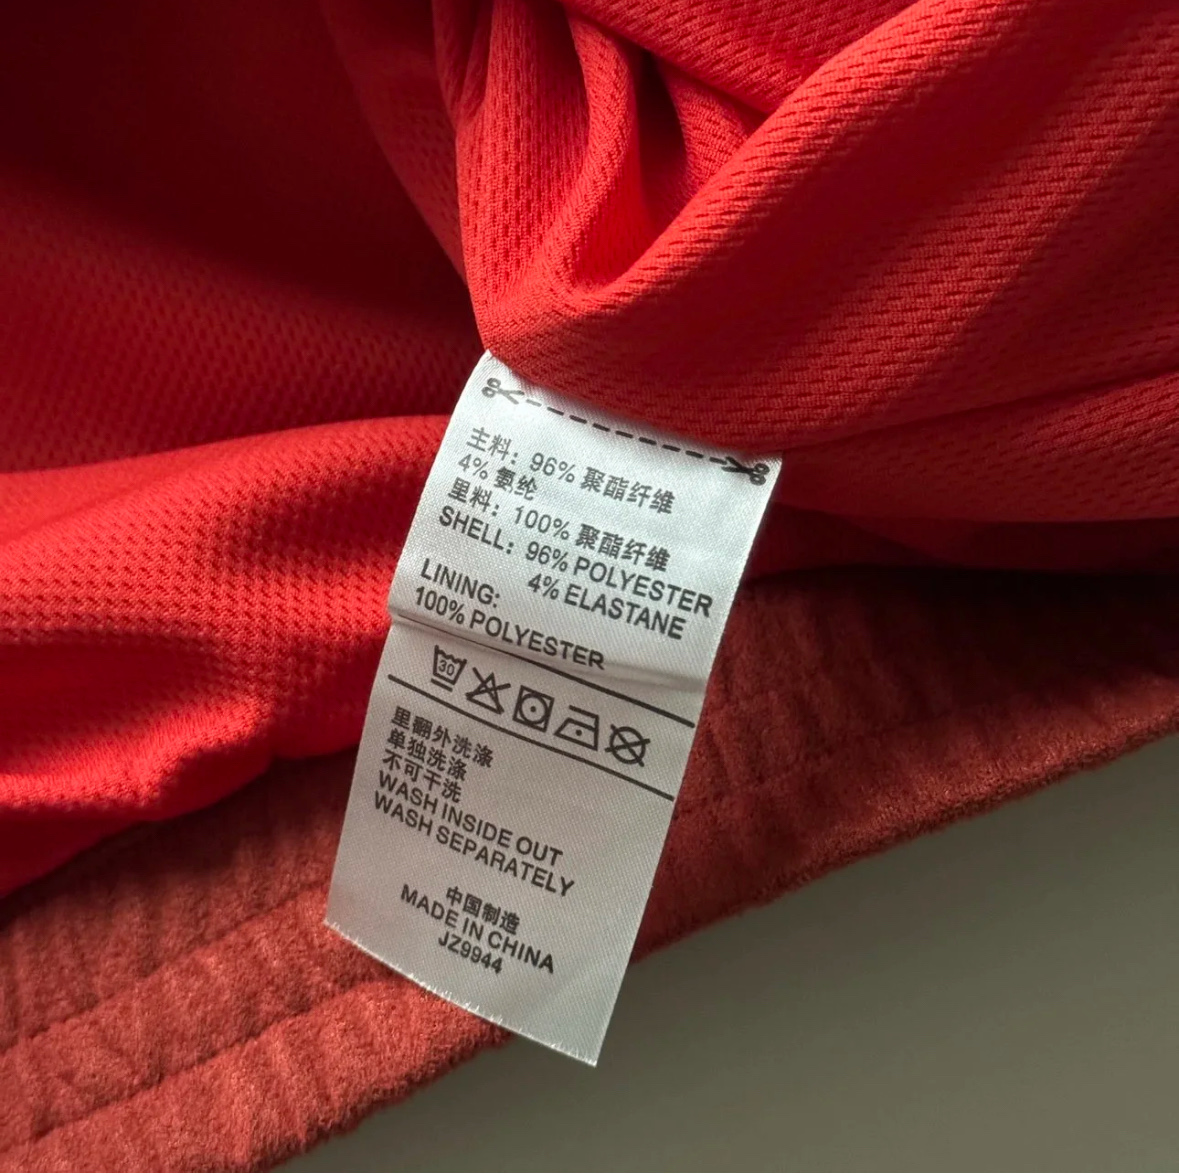 主料：96% 聚酯纤维
4% 氨纶
里料：100% 聚酯纤维
SHELL: 96% POLYESTER
4% ELASTANE
LINING:
100% POLYESTER
30
里翻外洗涤
单独洗涤
不可干洗
WASH INSIDE OUT
WASH SEPARATELY
中国制造
MADE IN CHINA
JZ9944